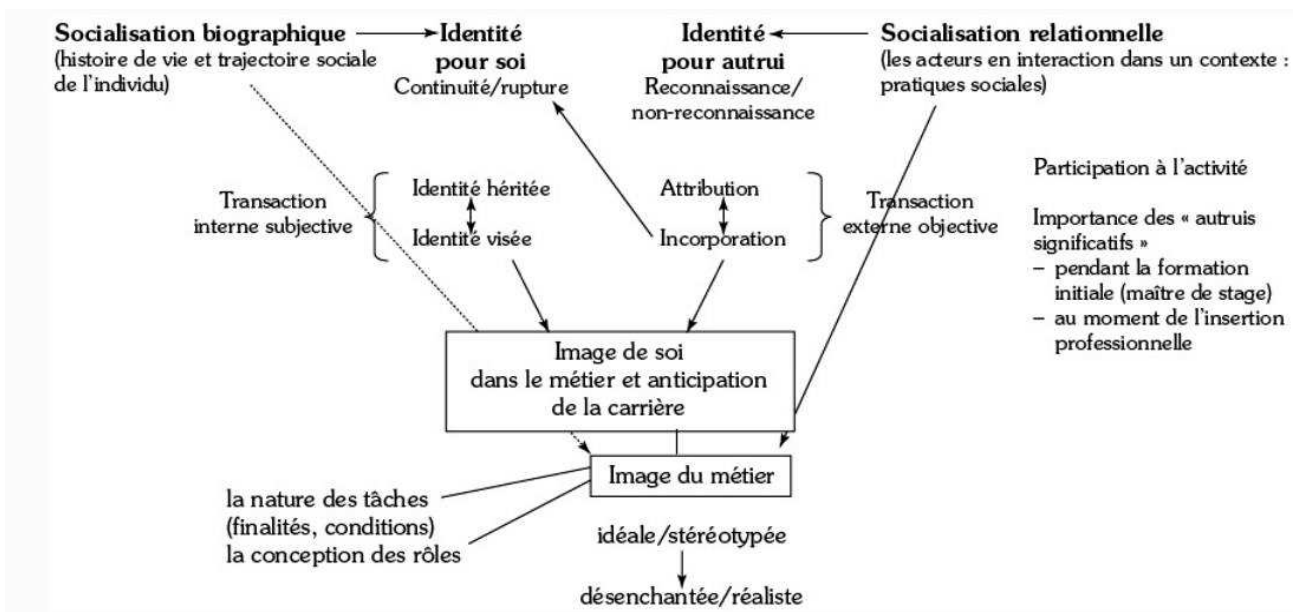 Socialisation biographique
(histoire de vie et trajectoire sociale
de l'individu)
Identité
pour soi
Continuité/rupture
Identité
pour autrui
Reconnaissance/
non-reconnaissance
Socialisation relationnelle
(les acteurs en interaction dans un contexte :
pratiques sociales)
Transaction
interne subjective
Identité héritée
Identité visée
Attribution
Incorporation
Transaction
externe objective
Participation à l'activité
Importance des « autruis
significatifs »
– pendant la formation
initiale (maître de stage)
– au moment de l'insertion
professionnelle
Image de soi
dans le métier et anticipation
de la carrière
Image du métier
la nature des tâches
(finalités, conditions)
la conception des rôles
idéale/stéréotypée
désenchantée/réaliste